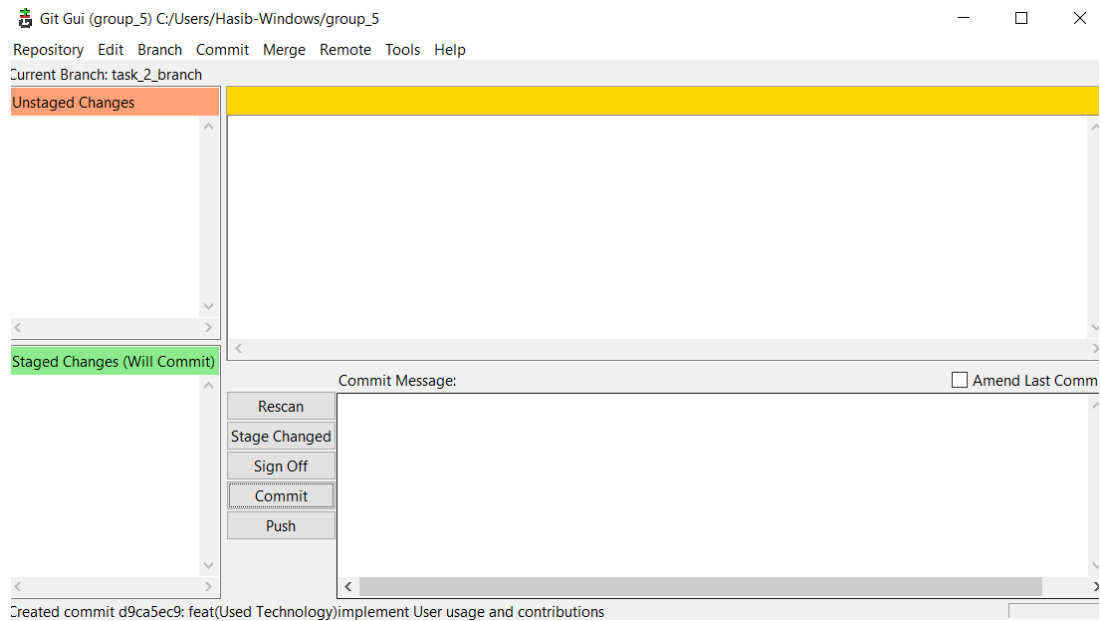 Git Gui (group_5) C:/Users/Hasib-Windows/group_5
Repository Edit Branch Commit Merge Remote Tools Help
Current Branch: task_2_branch
Unstaged Changes
Staged Changes (Will Commit)
Commit Message:
Amend Last Comm
Rescan
Stage Changed
Sign Off
Commit
Push
Created commit d9ca5ec9: feat(Used Technology)implement User usage and contributions